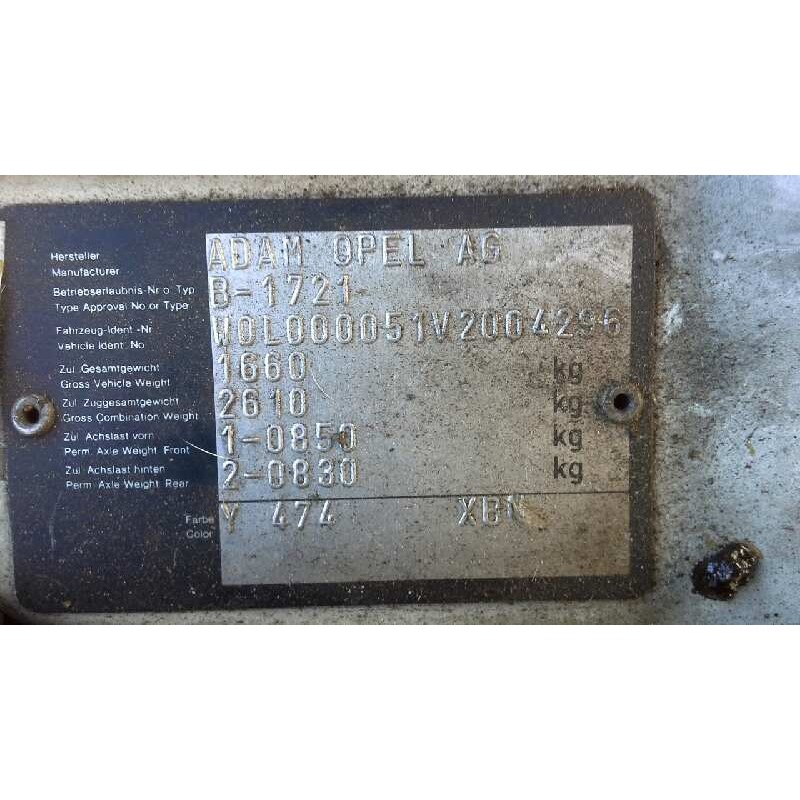 Hersteller
Manufacturer
ADAM OPEL AG
Betriebserlaubnis-Nr o. Typ
Type Approval No. or Type
B-1721-
Fahrzeug-Ident.-Nr
Vehicle Ident. No
W0L000051V2004296
Zul. Gesamtgewicht
Gross Vehicle Weight
1660 kg
Zul. Zuggesamtgewicht
Gross Combination Weight
2610 kg
Zul. Achslast vorn
Perm. Axle Weight Front
1-0850 kg
Zul. Achslast hinten
Perm. Axle Weight Rear
2-0830 kg
Farbe
Color
Y 474 XBN